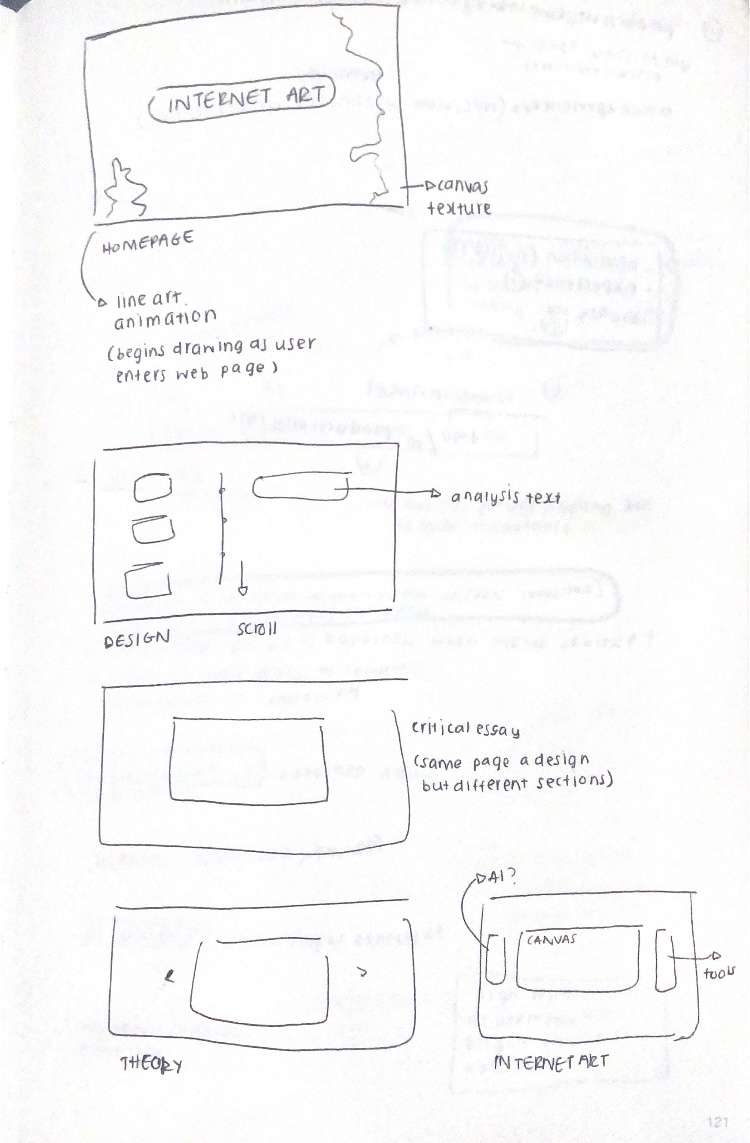 INTERNET ART
canvas
texture
HOMEPAGE
line art
animation
(begins drawing as user
enters web page)
analysis text
DESIGN
SCROll
critical essay
(same page a design
but different sections)
AI?
CANVAS
tools
THEORY
INTERNET ART
121